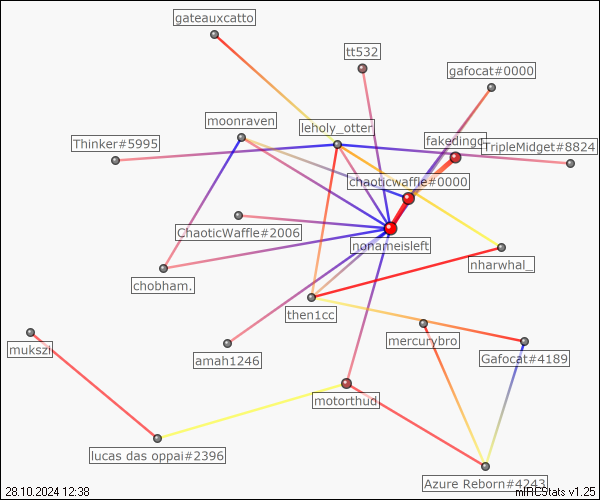 gateauxcatto
tt532
gafocat#0000
moonraven
leholy_otter
Thinker#5995
TripleMidget#8824
chaoticwaffle#0000
ChaoticWaffle#2006
nonameisleft
nharwhal_
chobham.
then1cc
mercurybro
mukszi
amah1246
Gafocat#4189
motorthud
lucas das oppai#2396
Azure Reborn#4243
28.10.2024 12:38
mIRCStats v1.25